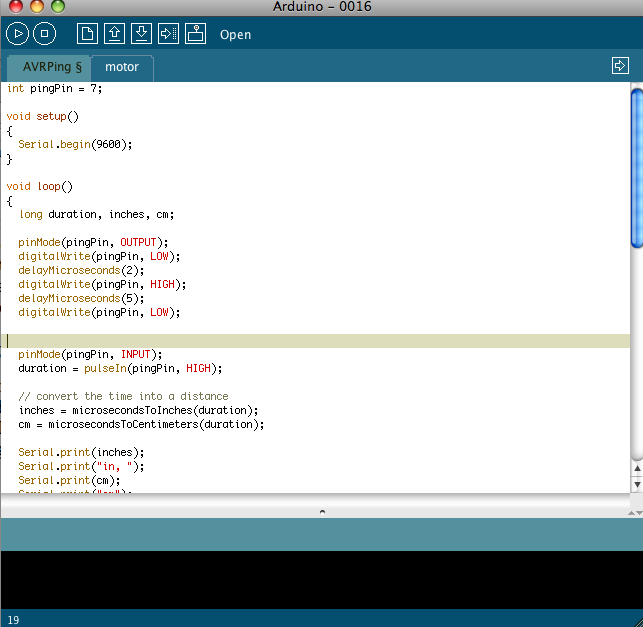 Arduino – 0016
Open
AVRPing §
motor
int pingPin = 7;
void setup()
{
  Serial.begin(9600);
}
void loop()
{
  long duration, inches, cm;
  pinMode(pingPin, OUTPUT);
  digitalWrite(pingPin, LOW);
  delayMicroseconds(2);
  digitalWrite(pingPin, HIGH);
  delayMicroseconds(5);
  digitalWrite(pingPin, LOW);
  pinMode(pingPin, INPUT);
  duration = pulseIn(pingPin, HIGH);
  // convert the time into a distance
  inches = microsecondsToInches(duration);
  cm = microsecondsToCentimeters(duration);
  Serial.print(inches);
  Serial.print("in, ");
  Serial.print(cm);
  Serial.print("cm");
19